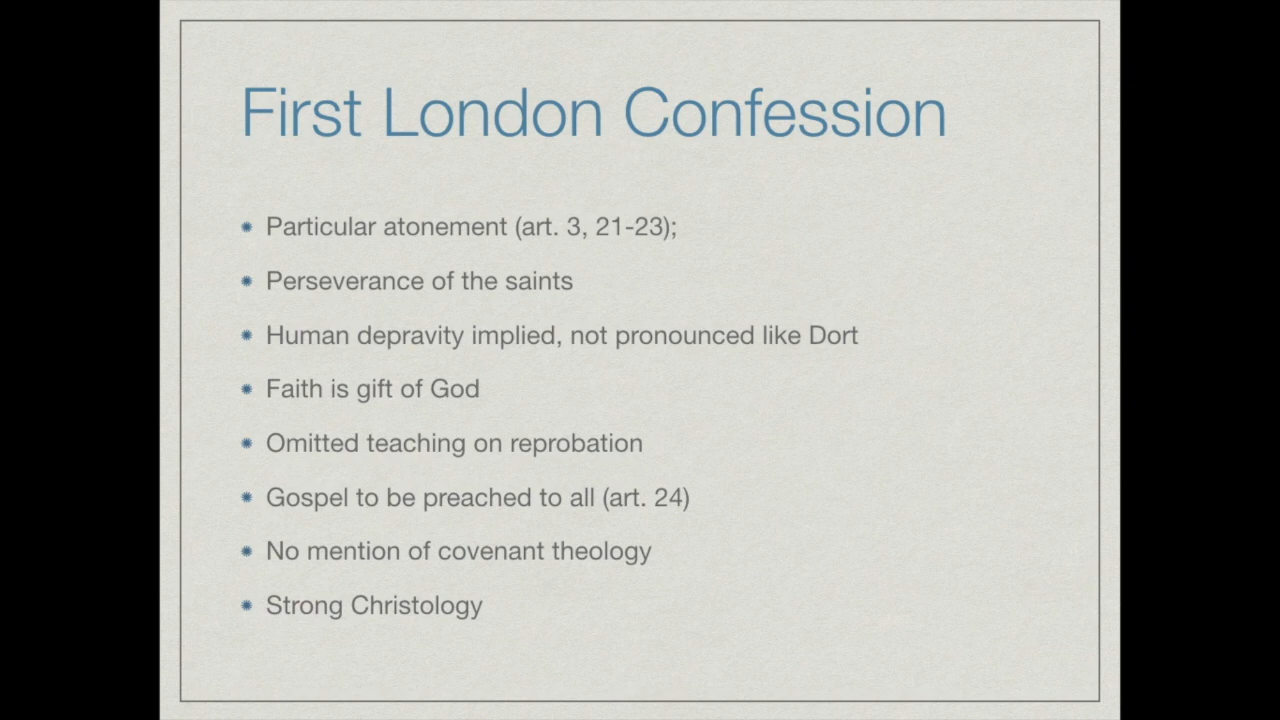 First London Confession
Particular atonement (art. 3, 21-23);
Perseverance of the saints
Human depravity implied, not pronounced like Dort
Faith is gift of God
Omitted teaching on reprobation
Gospel to be preached to all (art. 24)
No mention of covenant theology
Strong Christology